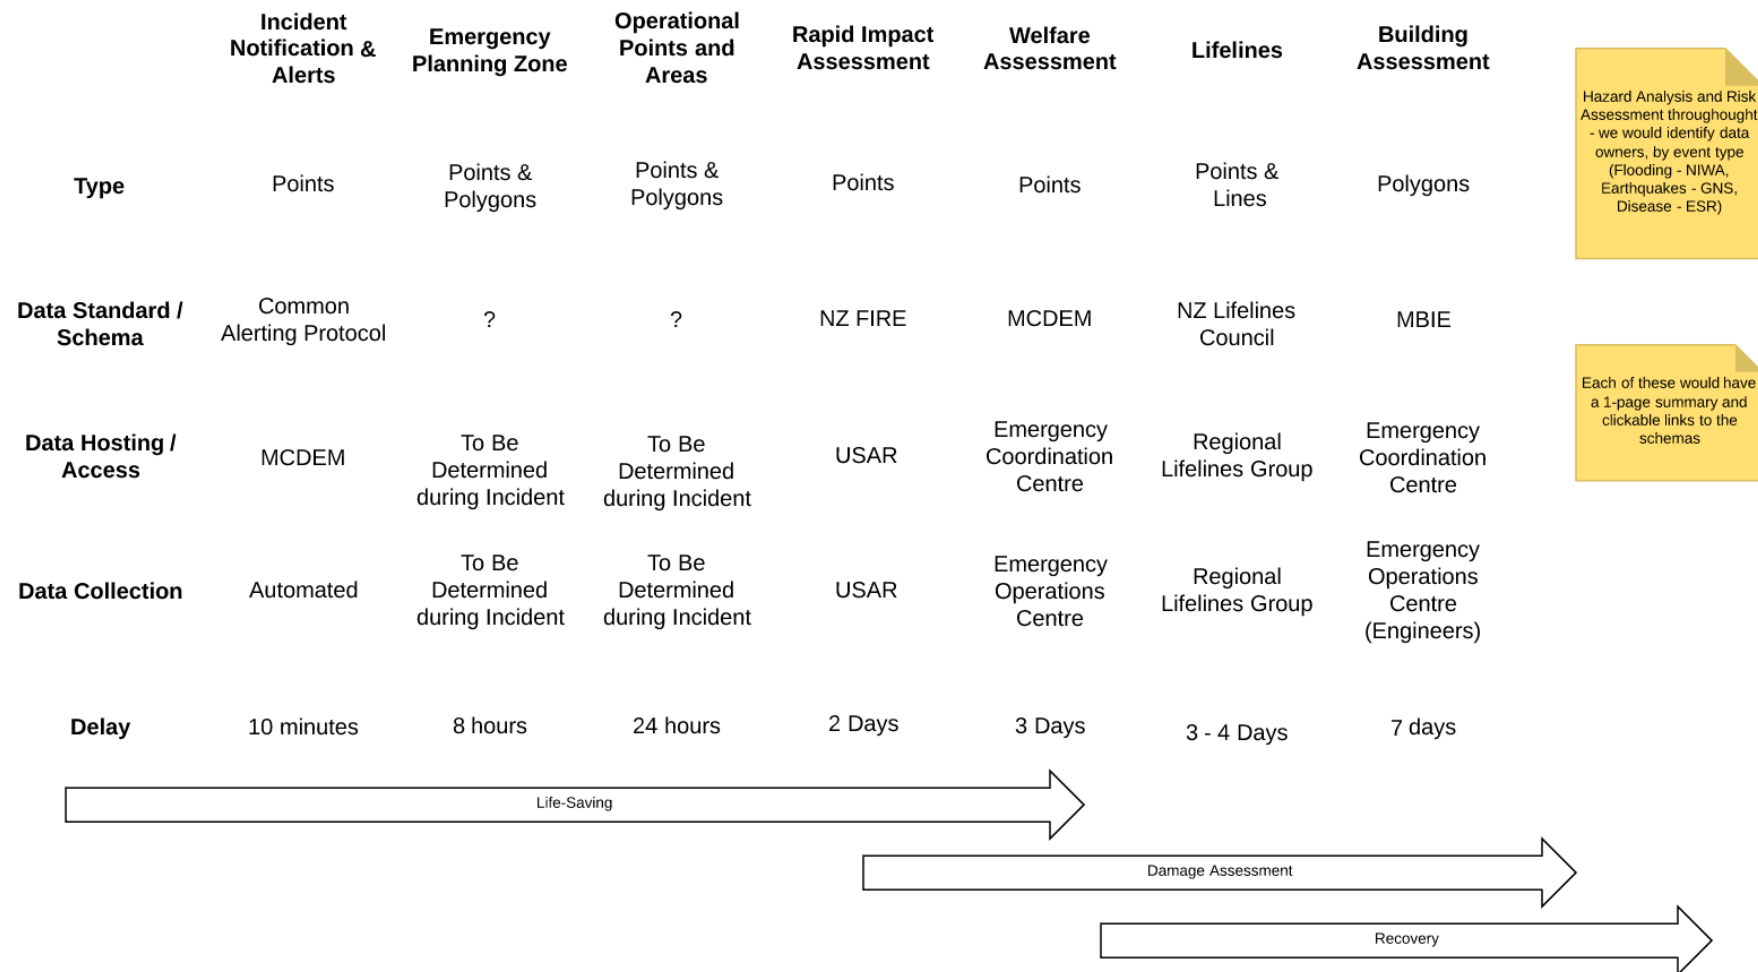 Incident
Notification &
Alerts
Emergency
Planning Zone
Operational
Points and
Areas
Rapid Impact
Assessment
Welfare
Assessment
Lifelines
Building
Assessment
Type
Points
Points &
Polygons
Points &
Polygons
Points
Points
Points &
Lines
Polygons
Data Standard /
Schema
Common
Alerting Protocol
?
?
NZ FIRE
MCDEM
NZ Lifelines
Council
MBIE
Data Hosting /
Access
MCDEM
To Be
Determined
during Incident
To Be
Determined
during Incident
USAR
Emergency
Coordination
Centre
Regional
Lifelines Group
Emergency
Coordination
Centre
Data Collection
Automated
To Be
Determined
during Incident
To Be
Determined
during Incident
USAR
Emergency
Operations
Centre
Regional
Lifelines Group
Emergency
Operations
Centre
(Engineers)
Delay
10 minutes
8 hours
24 hours
2 Days
3 Days
3 - 4 Days
7 days
Life-Saving
Damage Assessment
Recovery
Hazard Analysis and Risk
Assessment throughought
- we would identify data
owners, by event type
(Flooding - NIWA,
Earthquakes - GNS,
Disease - ESR)
Each of these would have
a 1-page summary and
clickable links to the
schemas